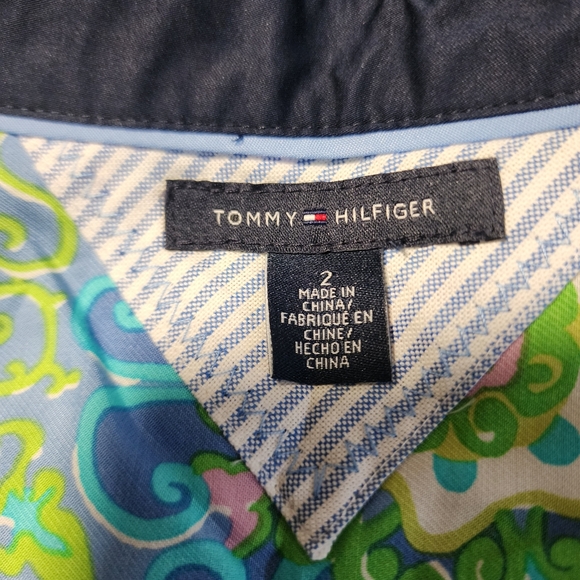 TOMMY HILFIGER
2
MADE IN
CHINA/
FABRIQUÉ EN
CHINE/
HECHO EN
CHINA